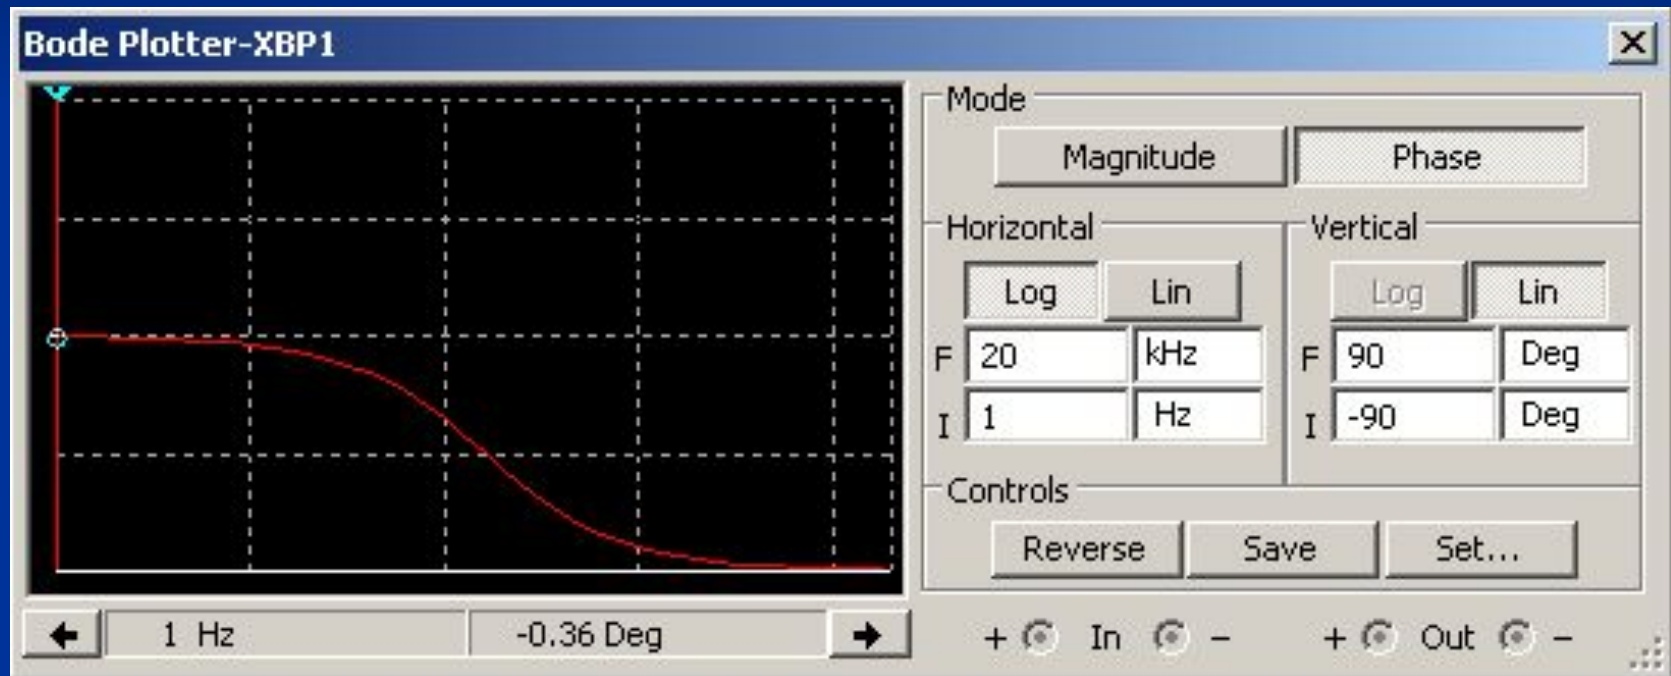 Bode Plotter-XBP1
Mode
Magnitude Phase
Horizontal Vertical
Log Lin Log Lin
F 20 kHz F 90 Deg
I 1 Hz I -90 Deg
Controls
Reverse Save Set...
1 Hz -0.36 Deg + In - + Out -